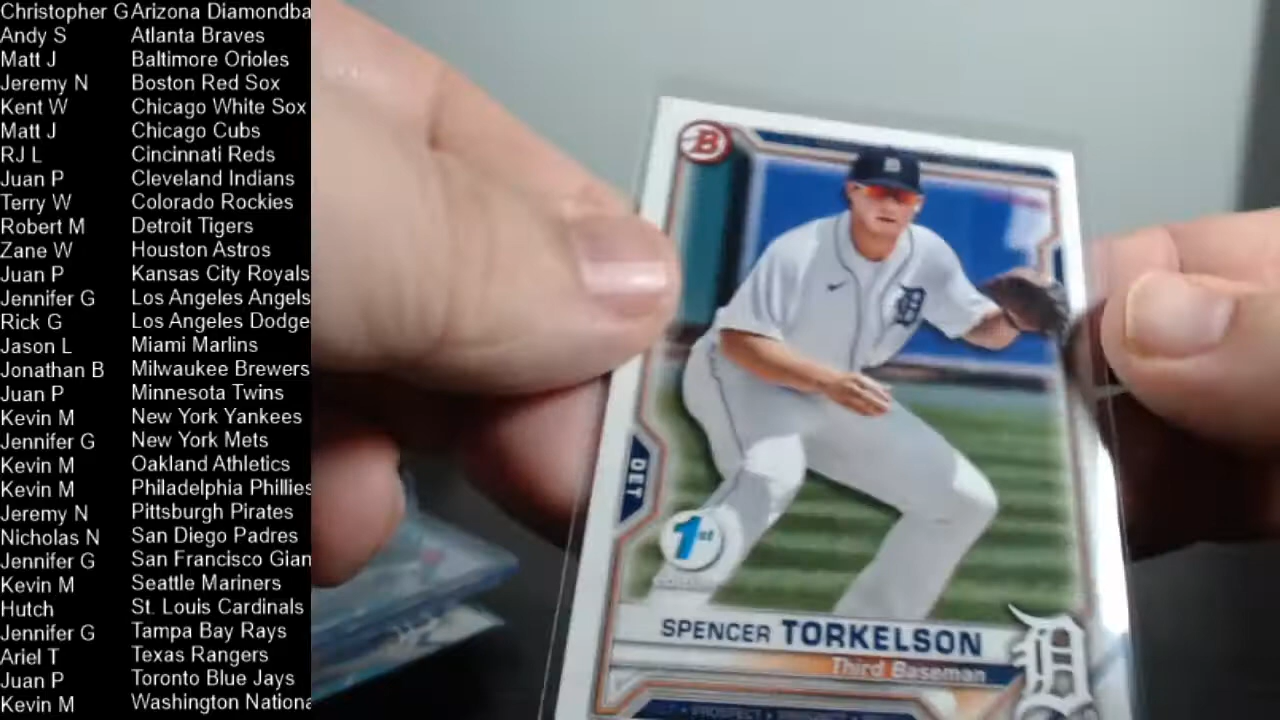 Christopher G Arizona Diamondba
Andy S Atlanta Braves
Matt J Baltimore Orioles
Jeremy N Boston Red Sox
Kent W Chicago White Sox
Matt J Chicago Cubs
RJ L Cincinnati Reds
Juan P Cleveland Indians
Terry W Colorado Rockies
Robert M Detroit Tigers
Zane W Houston Astros
Juan P Kansas City Royals
Jennifer G Los Angeles Angels
Rick G Los Angeles Dodge
Jason L Miami Marlins
Jonathan B Milwaukee Brewers
Juan P Minnesota Twins
Kevin M New York Yankees
Jennifer G New York Mets
Kevin M Oakland Athletics
Kevin M Philadelphia Phillies
Jeremy N Pittsburgh Pirates
Nicholas N San Diego Padres
Jennifer G San Francisco Gian
Kevin M Seattle Mariners
Hutch St. Louis Cardinals
Jennifer G Tampa Bay Rays
Ariel T Texas Rangers
Juan P Toronto Blue Jays
Kevin M Washington Nationa
B
D
DET
1st
SPENCER TORKELSON
Third Baseman
D
PROSPECT